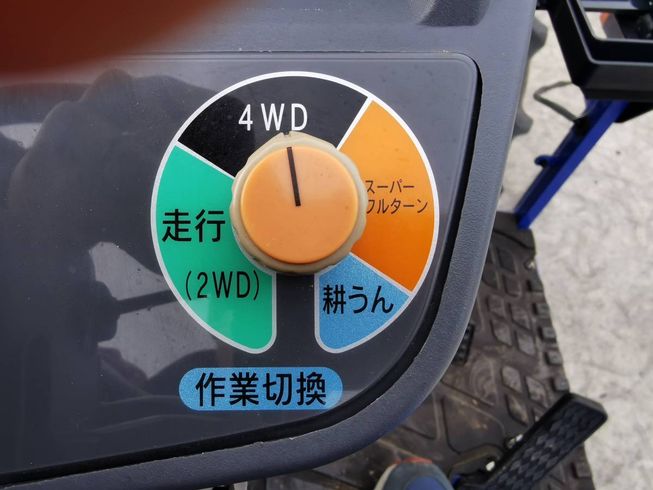 4WD
スーパー
フルターン
走行
(2WD)
耕うん
作業切換